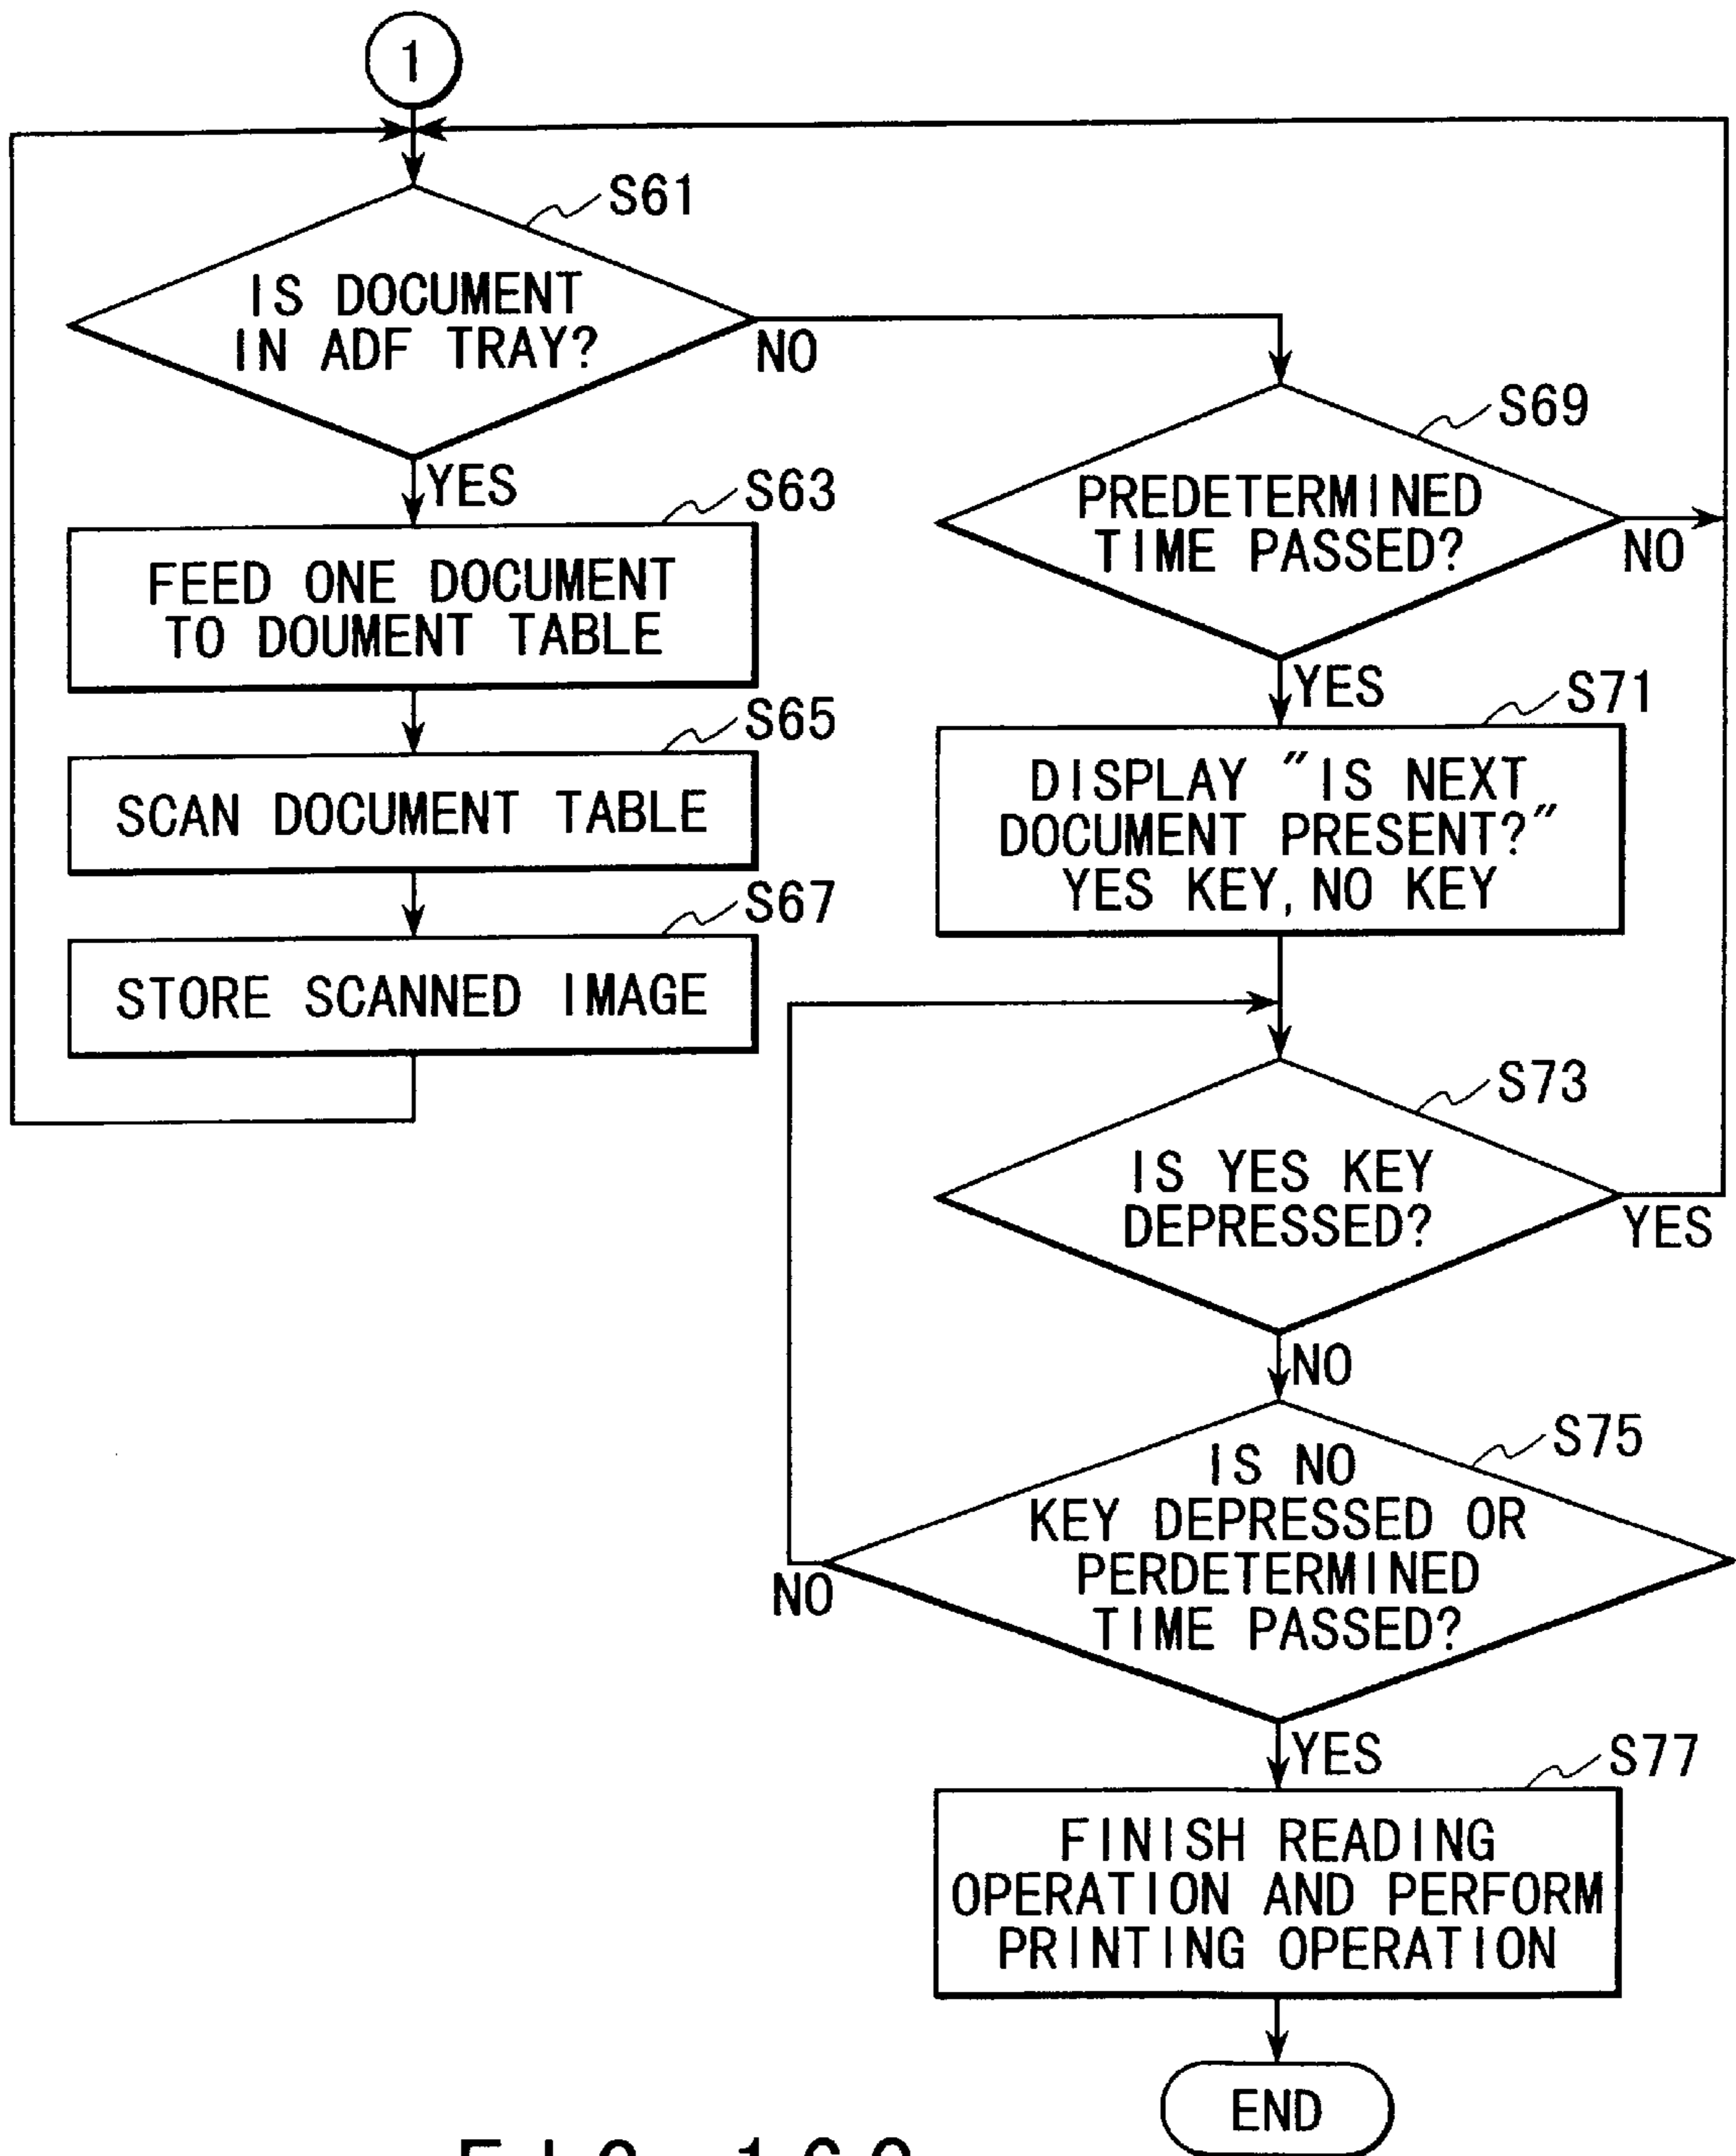 1
S61
IS DOCUMENT
IN ADF TRAY?
NO
YES
S63
FEED ONE DOCUMENT
TO DOUMENT TABLE
S65
SCAN DOCUMENT TABLE
S67
STORE SCANNED IMAGE
S69
PREDETERMINED
TIME PASSED?
NO
YES
S71
DISPLAY "IS NEXT
DOCUMENT PRESENT?"
YES KEY, NO KEY
S73
IS YES KEY
DEPRESSED?
YES
NO
S75
IS NO
KEY DEPRESSED OR
PERDETERMINED
TIME PASSED?
NO
YES
S77
FINISH READING
OPERATION AND PERFORM
PRINTING OPERATION
END